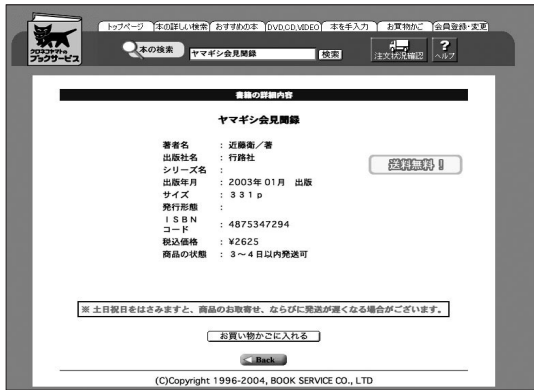 トップページ 本の詳しい検索 おすすめの本 DVD,CD,VIDEO 本を手入力 お買物かご 会員登録・変更
クロネコヤマトの
ブックサービス
本の検索 ヤマギシ会見聞録 検索 注文状況確認 ? ヘルプ
書籍の詳細内容
ヤマギシ会見聞録
著者名 : 近藤衛／著
出版社名 : 行路社
シリーズ名 :
出版年月 : 2003年01月 出版
サイズ : 331p
発行形態 :
ISBN
コード : 4875347294
税込価格 : ¥2625
商品の状態 : 3～4日以内発送可
送料無料！
※ 土日祝日をはさみますと、商品のお取寄せ、ならびに発送が遅くなる場合がございます。
お買い物かごに入れる
Back
(C)Copyright 1996-2004, BOOK SERVICE CO., LTD